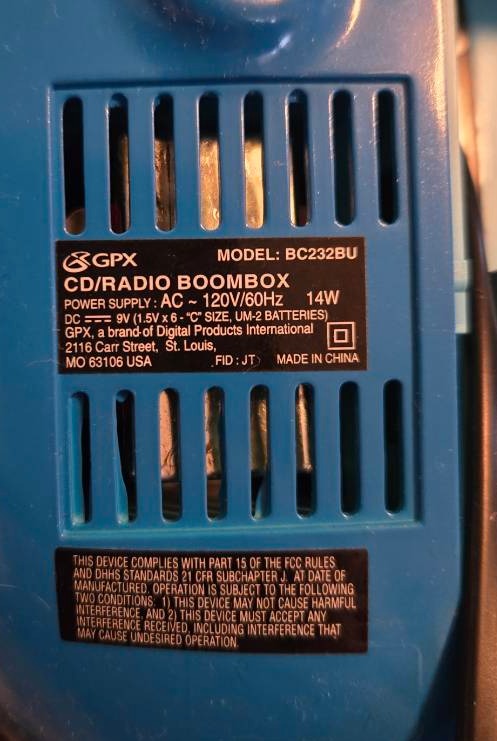 GPX MODEL: BC232BU
CD/RADIO BOOMBOX
POWER SUPPLY : AC ~ 120V/60Hz 14W
DC ⎓ 9V (1.5V x 6 - "C" SIZE, UM-2 BATTERIES)
GPX, a brand of Digital Products International
2116 Carr Street, St. Louis,
MO 63106 USA FID : JT MADE IN CHINA
THIS DEVICE COMPLIES WITH PART 15 OF THE FCC RULES
AND DHHS STANDARDS 21 CFR SUBCHAPTER J. AT DATE OF
MANUFACTURED. OPERATION IS SUBJECT TO THE FOLLOWING
TWO CONDITIONS. 1) THIS DEVICE MAY NOT CAUSE HARMFUL
INTERFERENCE, AND 2) THIS DEVICE MUST ACCEPT ANY
INTERFERENCE RECEIVED, INCLUDING INTERFERENCE THAT
MAY CAUSE UNDESIRED OPERATION.